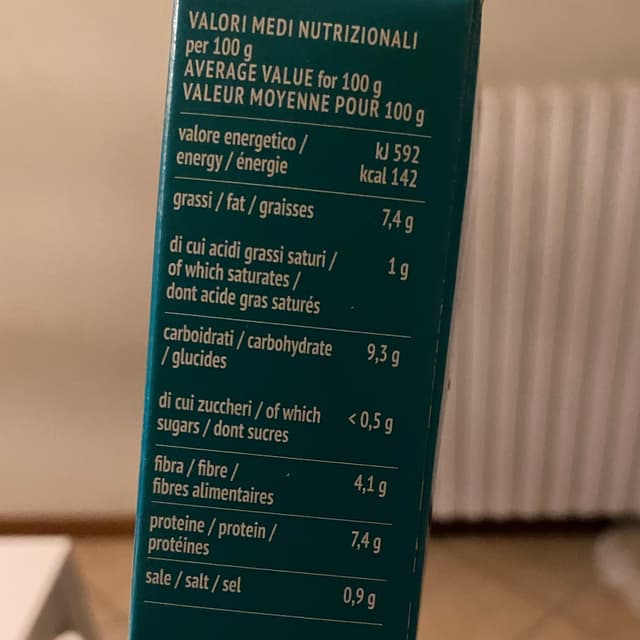 VALORI MEDI NUTRIZIONALI
per 100 g
AVERAGE VALUE for 100 g
VALEUR MOYENNE POUR 100 g
valore energetico /
energy / énergie
kJ 592
kcal 142
grassi / fat / graisses 7,4 g
di cui acidi grassi saturi /
of which saturates /
dont acide gras saturés
1 g
carboidrati / carbohydrate
/ glucides
9,3 g
di cui zuccheri / of which
sugars / dont sucres
< 0,5 g
fibra / fibre /
fibres alimentaires
4,1 g
proteine / protein /
protéines
7,4 g
sale / salt / sel 0,9 g